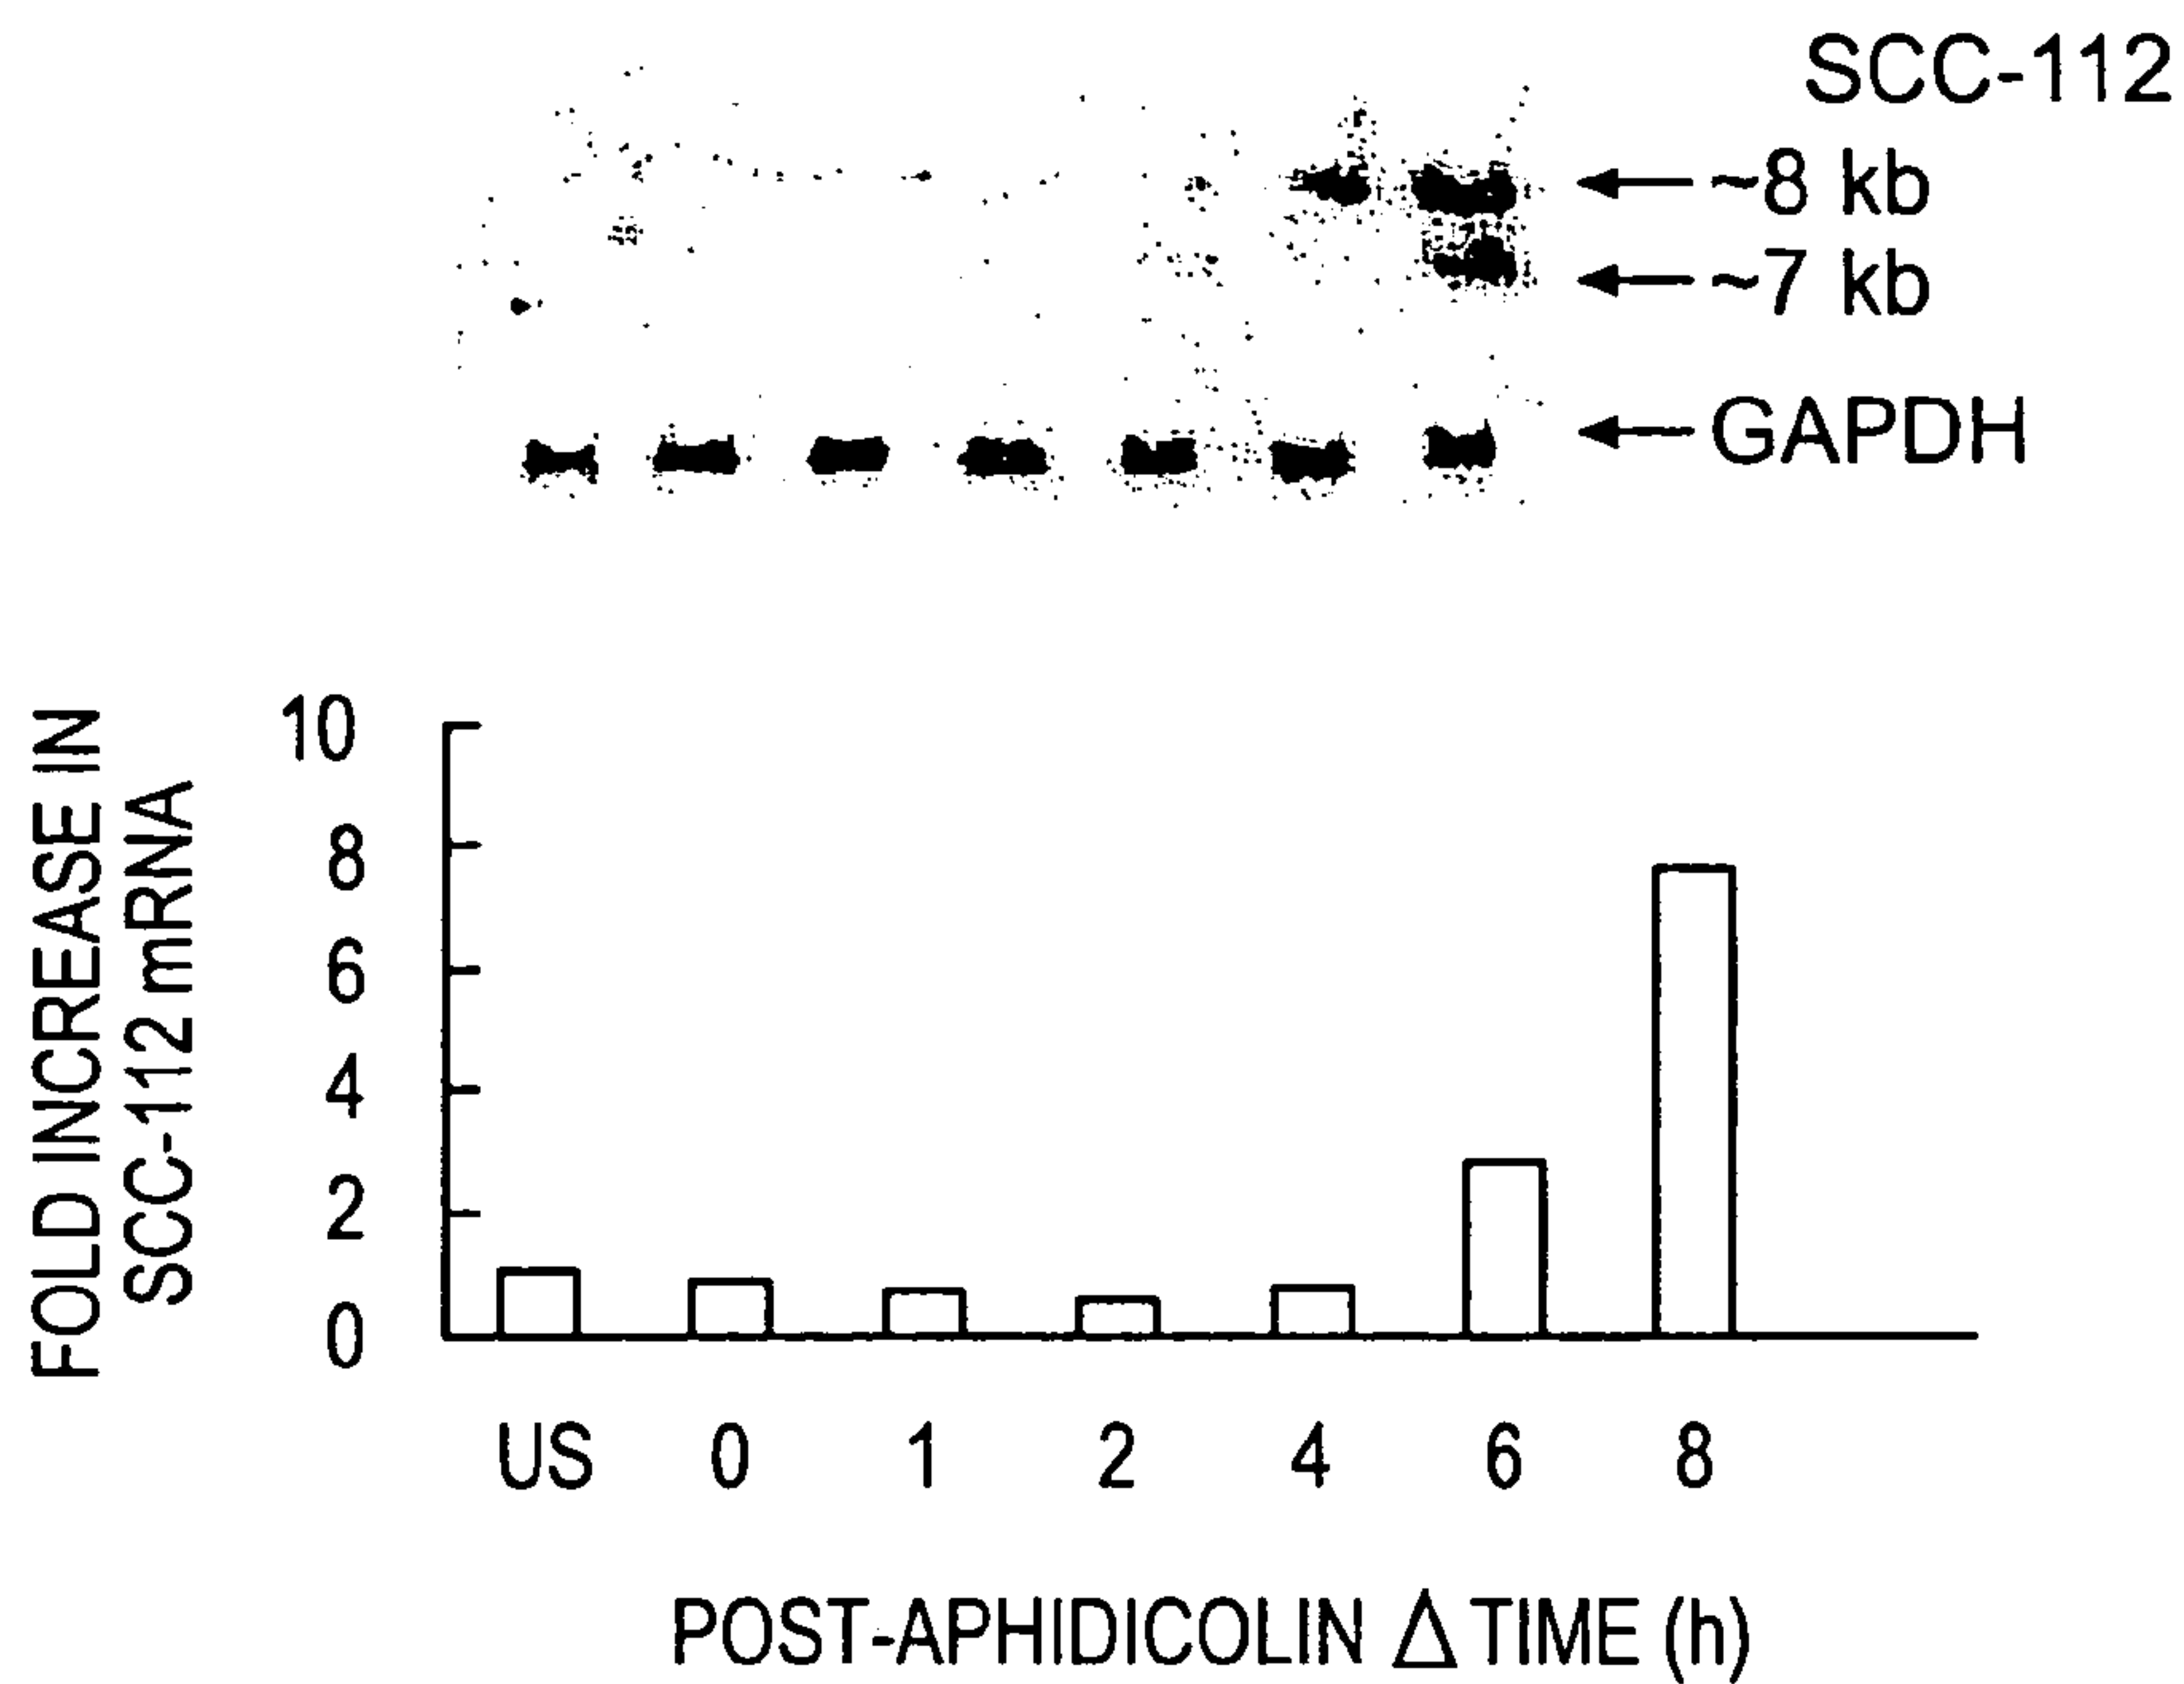 SCC-112
~8 kb
~7 kb
GAPDH
FOLD INCREASE IN
SCC-112 mRNA
10
8
6
4
2
0
US 0 1 2 4 6 8
POST-APHIDICOLIN Δ TIME (h)